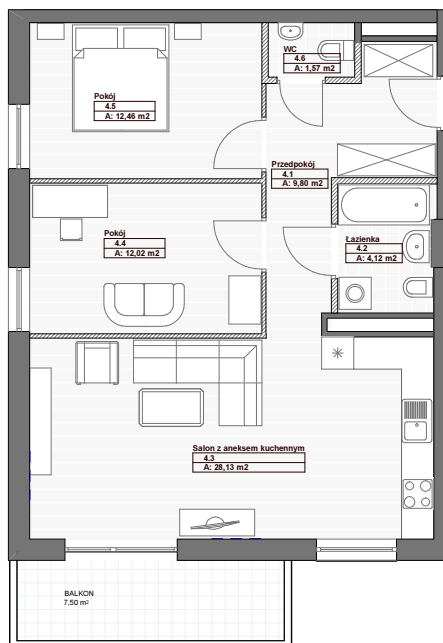 WC
4.6
A: 1,57 m2
Pokój
4.5
A: 12,46 m2
Przedpokój
4.1
A: 9,80 m2
Pokój
4.4
A: 12,02 m2
Łazienka
4.2
A: 4,12 m2
Salon z aneksem kuchennym
4.3
A: 28,13 m2
BALKON
7,50 m²